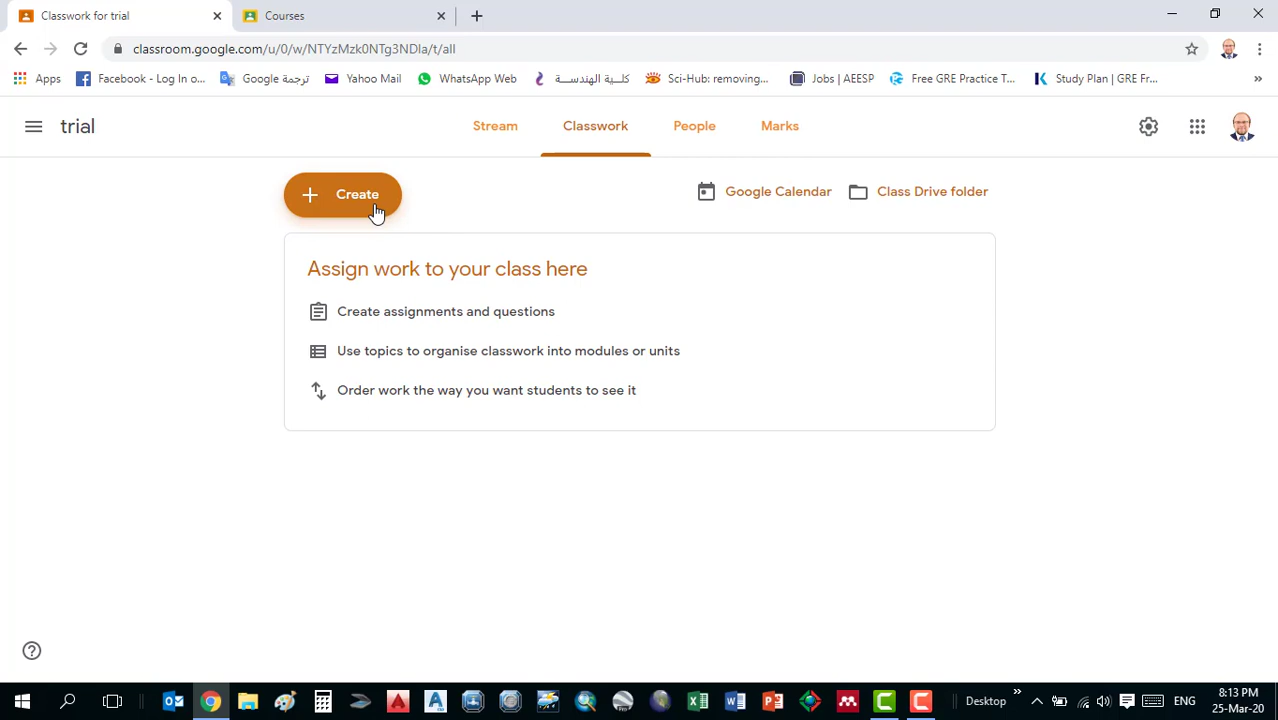 Classwork for trial
Courses
classroom.google.com/u/0/w/NTYzMzk0NTg3NDIa/t/all
Apps
Facebook - Log In o...
ترجمة Google
Yahoo Mail
WhatsApp Web
كلــية الهندســـة
Sci-Hub: removing...
Jobs | AEESP
Free GRE Practice T...
Study Plan | GRE Fr...
»
trial
Stream
Classwork
People
Marks
Create
Google Calendar
Class Drive folder
Assign work to your class here
Create assignments and questions
Use topics to organise classwork into modules or units
Order work the way you want students to see it
Desktop
»
ENG
8:13 PM
25-Mar-20